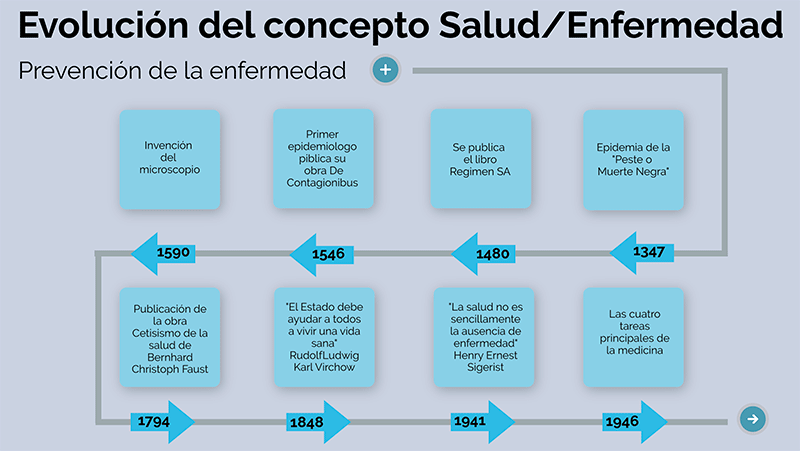 Evolución del concepto Salud/Enfermedad
Prevención de la enfermedad
Invención
del
microscopio
Primer
epidemiologo
piblica su
obra De
Contagionibus
Se publica
el libro
Regimen SA
Epidemia de la
"Peste o
Muerte Negra"
1590
1546
1480
1347
Publicación de
la obra
Cetisismo de la
salud de
Bernhard
Christoph Faust
"El Estado debe
ayudar a todos
a vivir una vida
sana"
RudolfLudwig
Karl Virchow
"La salud no es
sencillamente
la ausencia de
enfermedad"
Henry Ernest
Sigerist
Las cuatro
tareas
principales de
la medicina
1794
1848
1941
1946